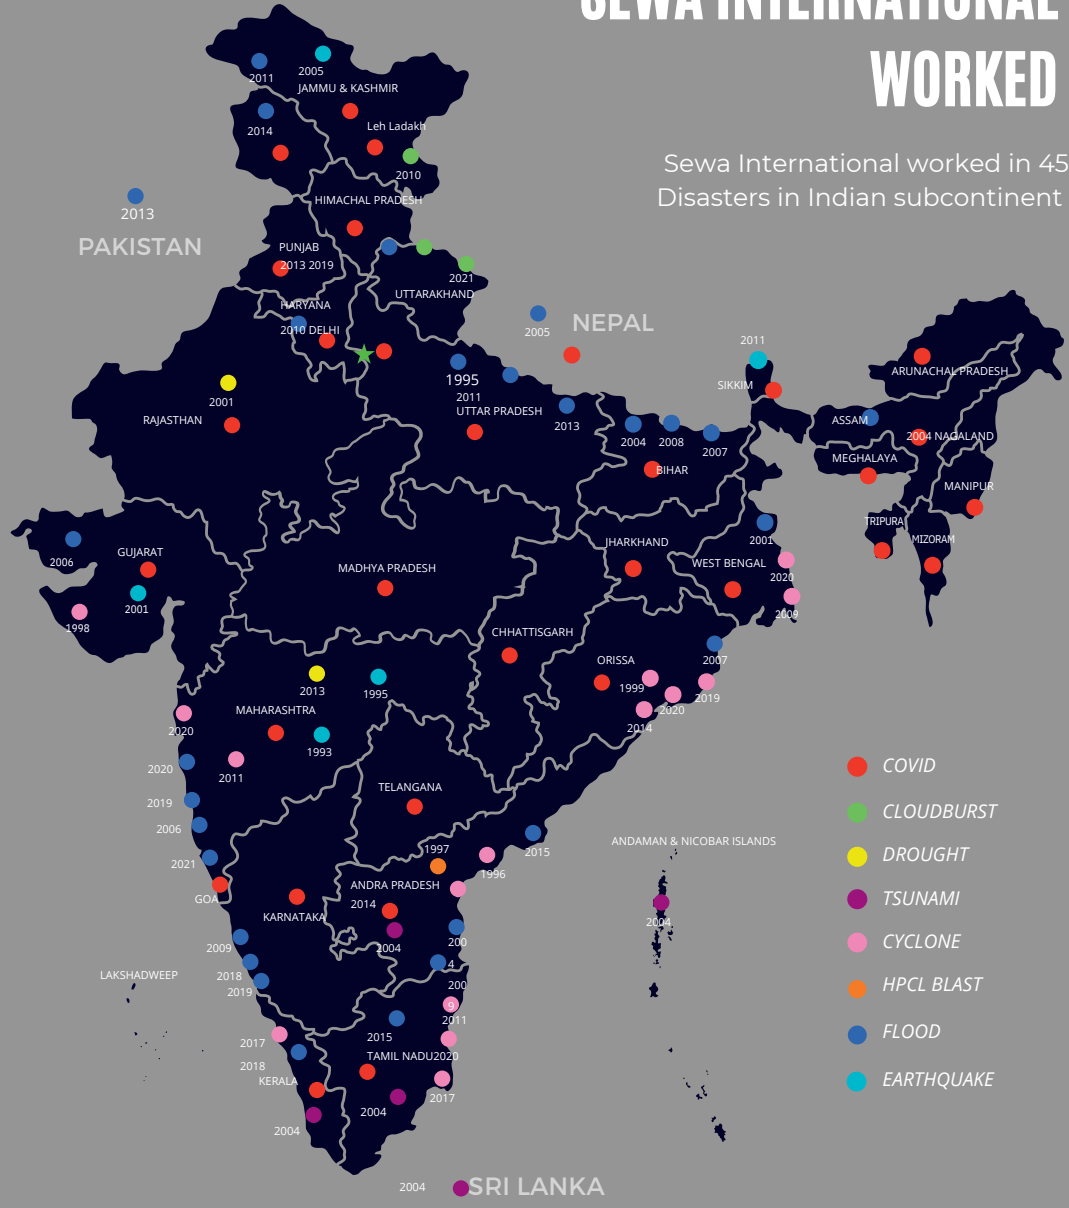 SEWA INTERNATIONAL
WORKED
Sewa International worked in 45
Disasters in Indian subcontinent
2011
2005
JAMMU & KASHMIR
2014
Leh Ladakh
2010
2013
PAKISTAN
HIMACHAL PRADESH
PUNJAB
2013 2019
2021
UTTARAKHAND
HARYANA
2010 DELHI
2005
NEPAL
2011
SIKKIM
ARUNACHAL PRADESH
1995
2011
UTTAR PRADESH
2001
RAJASTHAN
2013
2004
2008
2007
BIHAR
ASSAM
2004 NAGALAND
MEGHALAYA
MANIPUR
TRIPURA
MIZORAM
2006
GUJARAT
2001
1998
MADHYA PRADESH
JHARKHAND
2001
WEST BENGAL
2020
2009
CHHATTISGARH
ORISSA
2007
1999
2019
2020
2014
2013
1995
MAHARASHTRA
2020
1993
2011
2020
2019
2006
2021
GOA
TELANGANA
1997
1996
2015
ANDRA PRADESH
2014
KARNATAKA
2004
200
4
200
9
2011
ANDAMAN & NICOBAR ISLANDS
2004
2009
2018
2019
LAKSHADWEEP
2015
2017
2018
TAMIL NADU2020
KERALA
2017
2004
2004
2004
SRI LANKA
COVID
CLOUDBURST
DROUGHT
TSUNAMI
CYCLONE
HPCL BLAST
FLOOD
EARTHQUAKE